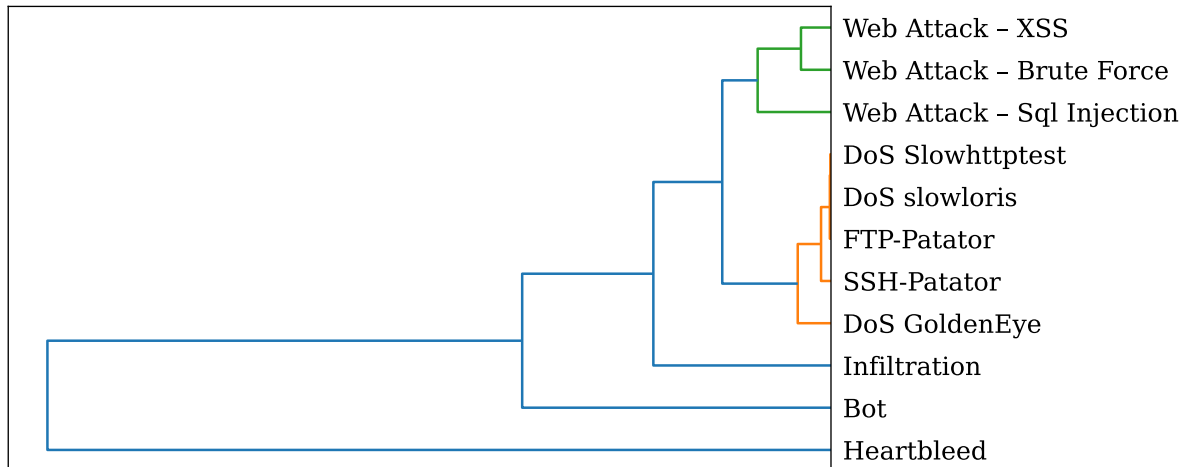 Web Attack – XSS
Web Attack – Brute Force
Web Attack – Sql Injection
DoS Slowhttptest
DoS slowloris
FTP-Patator
SSH-Patator
DoS GoldenEye
Infiltration
Bot
Heartbleed